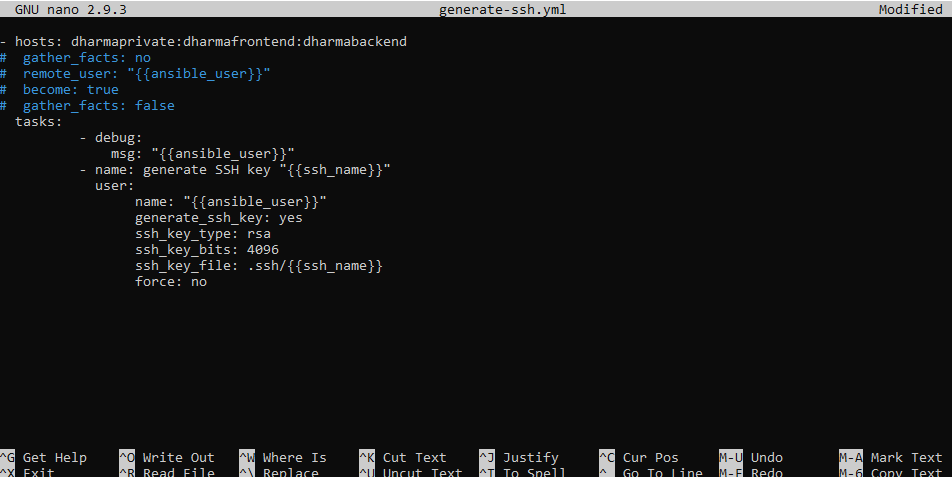 GNU nano 2.9.3 generate-ssh.yml Modified
- hosts: dharmaprivate:dharmafrontend:dharmabackend
#  gather_facts: no
#  remote_user: "{{ansible_user}}"
#  become: true
#  gather_facts: false
  tasks:
          - debug:
              msg: "{{ansible_user}}"
          - name: generate SSH key "{{ssh_name}}"
            user:
                 name: "{{ansible_user}}"
                 generate_ssh_key: yes
                 ssh_key_type: rsa
                 ssh_key_bits: 4096
                 ssh_key_file: .ssh/{{ssh_name}}
                 force: no
^G Get Help ^O Write Out ^W Where Is ^K Cut Text ^J Justify ^C Cur Pos M-U Undo M-A Mark Text
^X Exit ^R Read File ^\ Replace ^U Uncut Text ^T To Spell ^_ Go To Line M-E Redo M-6 Copy Text